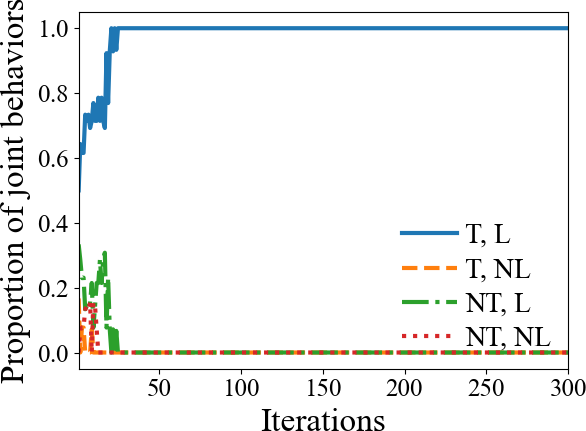 Proportion of joint behaviors
1.0
0.8
0.6
0.4
0.2
0.0
T, L
T, NL
NT, L
NT, NL
50 100 150 200 250 300
Iterations